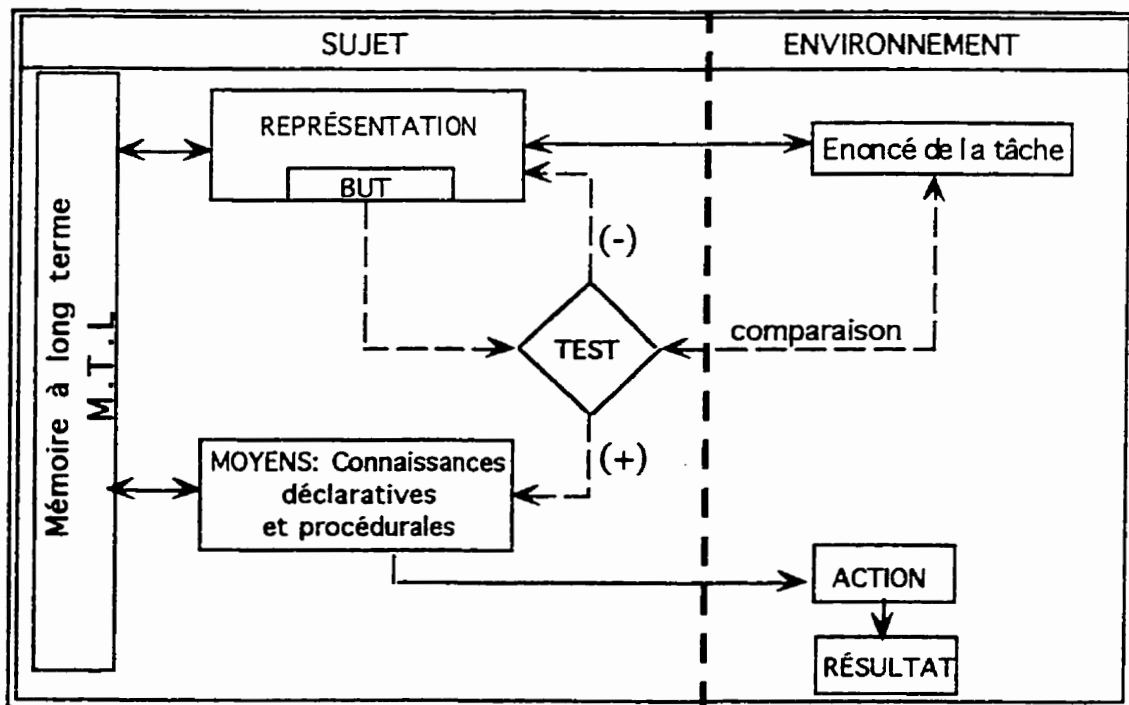 SUJET
ENVIRONNEMENT
Mémoire à long terme
M.T.L
REPRÉSENTATION
BUT
Enoncé de la tâche
(-)
TEST
comparaison
(+)
MOYENS: Connaissances
déclaratives
et procédurales
ACTION
RÉSULTAT